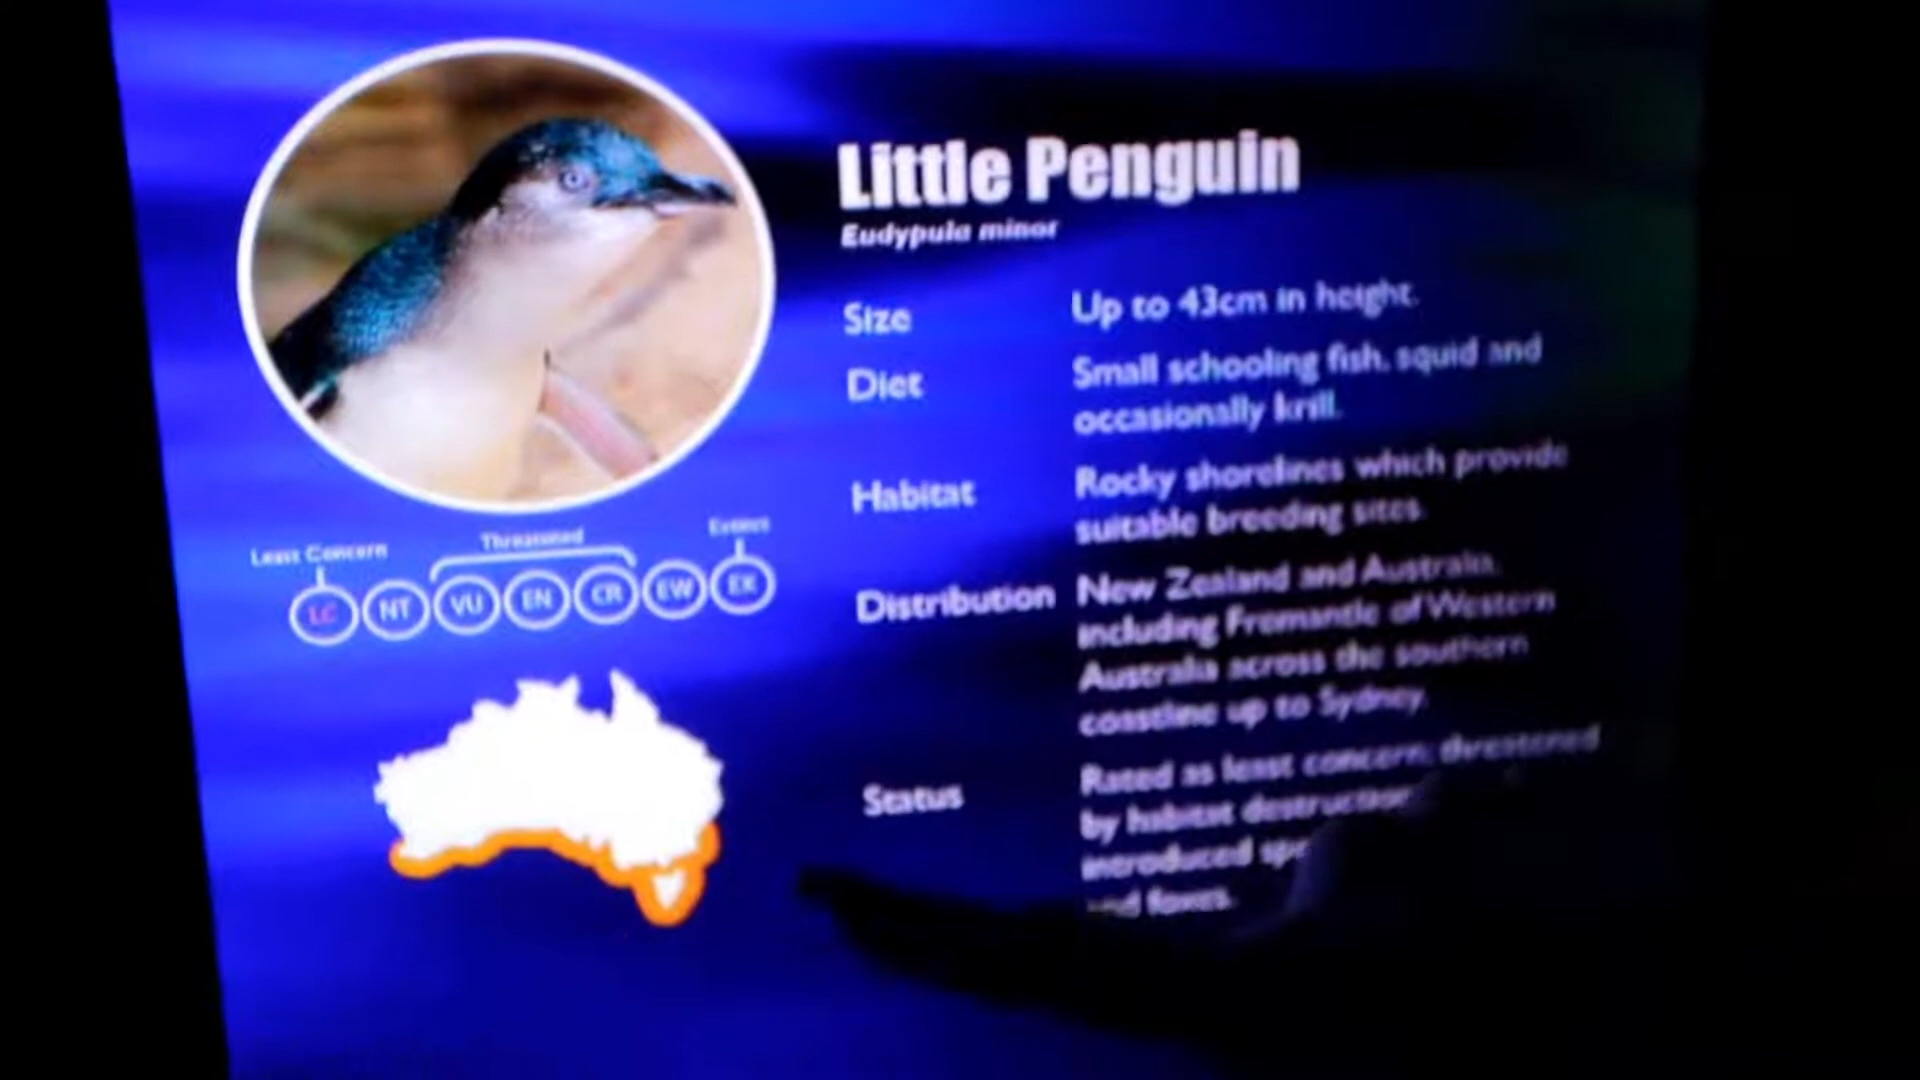 Little Penguin
Eudypula minor
Size
Up to 43cm in height.
Diet
Small schooling fish, squid and
occasionally krill.
Habitat
Rocky shorelines which provide
suitable breeding sites.
Distribution
New Zealand and Australia,
including Fremantle of Western
Australia across the southern
coastline up to Sydney.
Status
Rated as least concern; threatened
by habitat destruction
introduced
and foxes.
Least Concern
Threatened
Extinct
LC NT VU EN CR EW EX